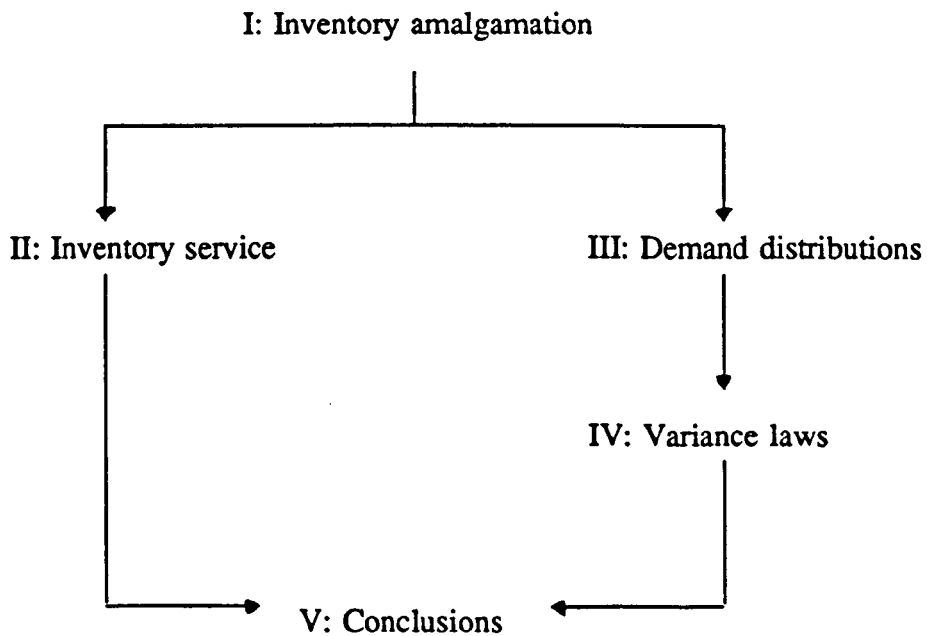 I: Inventory amalgamation
II: Inventory service
III: Demand distributions
IV: Variance laws
V: Conclusions